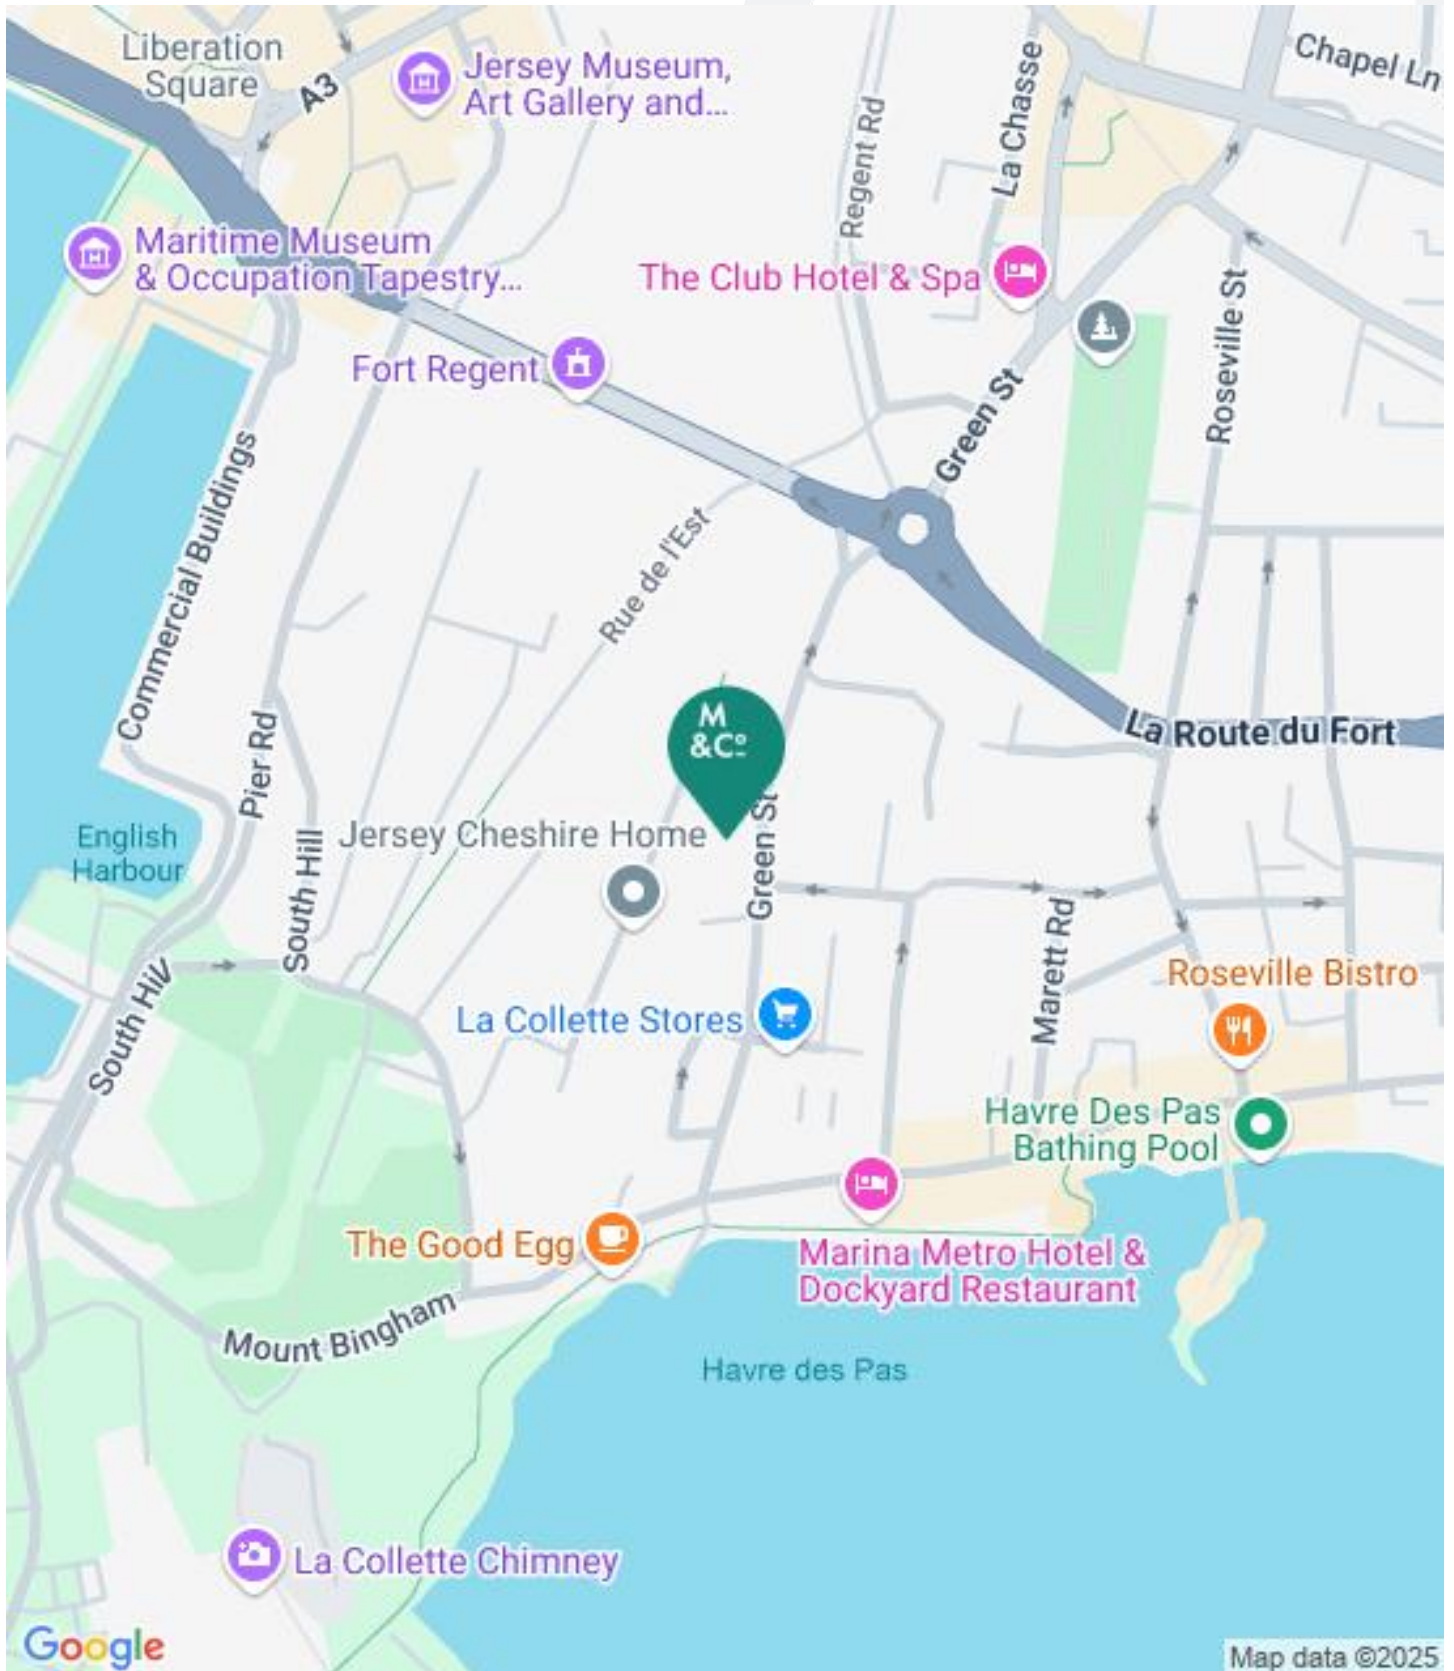 Liberation
Square
A3
Jersey Museum,
Art Gallery and...
Regent Rd
La Chasse
Chapel Ln
Maritime Museum
& Occupation Tapestry...
The Club Hotel & Spa
Fort Regent
Green St
Roseville St
Commercial Buildings
Rue de l'Est
Pier Rd
M
&Cº
La Route du Fort
English
Harbour
South Hill
Jersey Cheshire Home
Green St
South Hill
Marett Rd
Roseville Bistro
La Collette Stores
Havre Des Pas
Bathing Pool
The Good Egg
Marina Metro Hotel &
Dockyard Restaurant
Mount Bingham
Havre des Pas
La Collette Chimney
Google
Map data ©2025